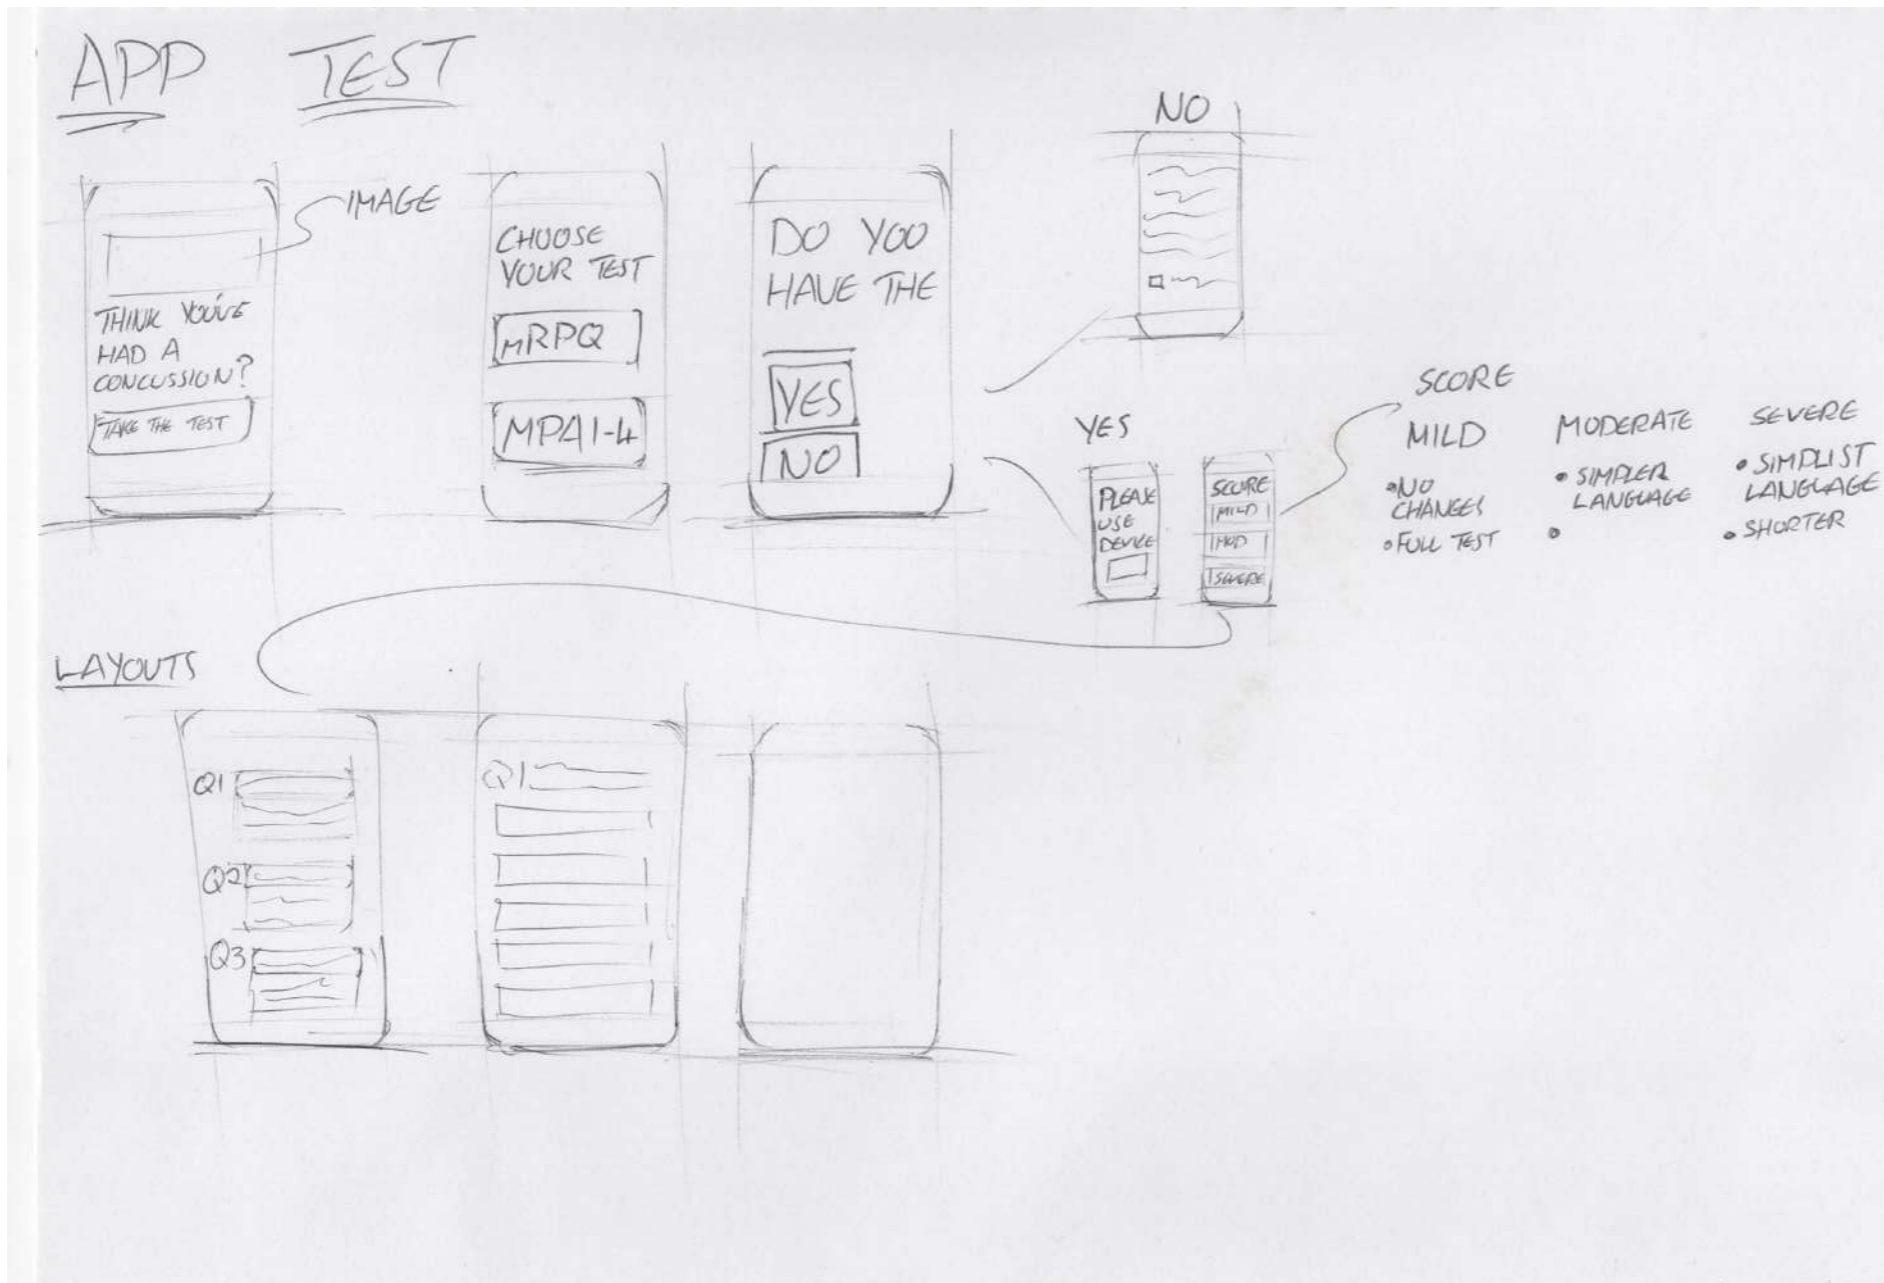 APP TEST
IMAGE
THINK YOU'VE
HAD A
CONCUSSION?
TAKE THE TEST
CHOOSE
YOUR TEST
MRPQ
MPAI-4
DO YOU
HAVE THE
YES
NO
NO
YES
PLEASE
USE
DEVICE
SCORE
MILD
MOD
SEVERE
SCORE
MILD
• NO
CHANGES
• FULL TEST
MODERATE
• SIMPLER
LANGUAGE
•
SEVERE
• SIMPLIST
LANGUAGE
• SHORTER
LAYOUTS
Q1
Q2
Q3
Q1